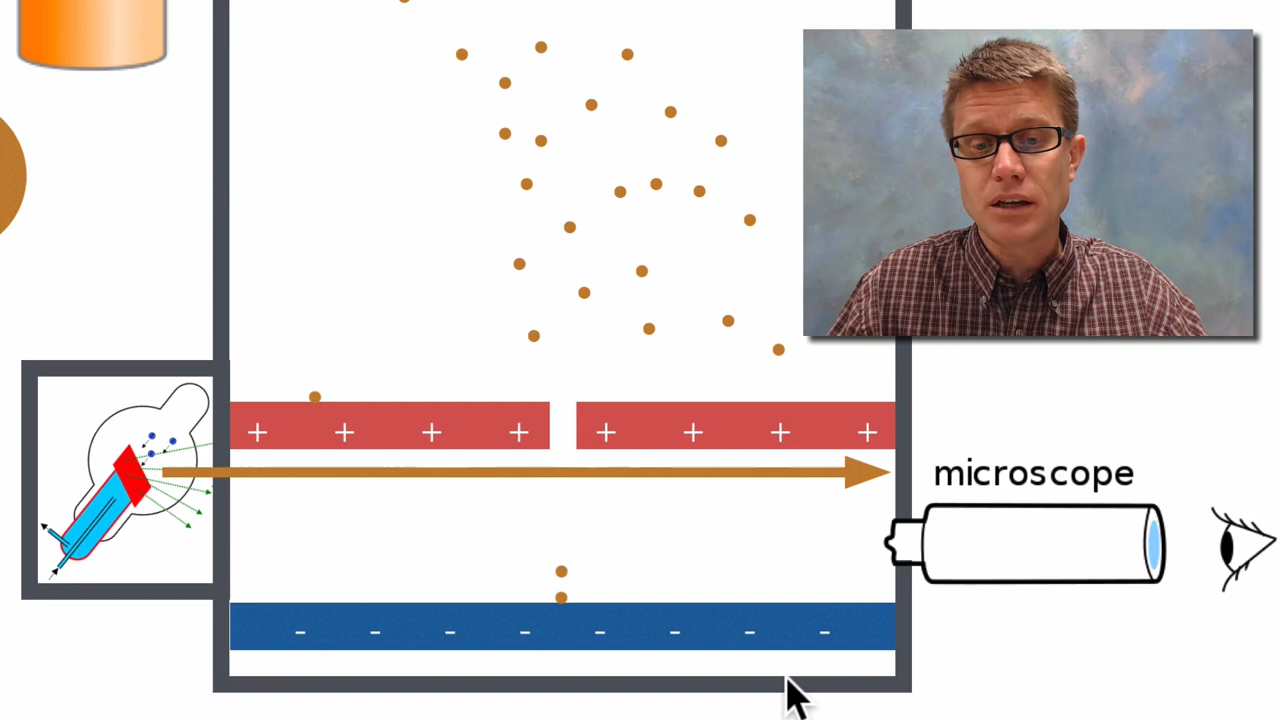 + + + + + + + +
microscope
- - - - - - - -